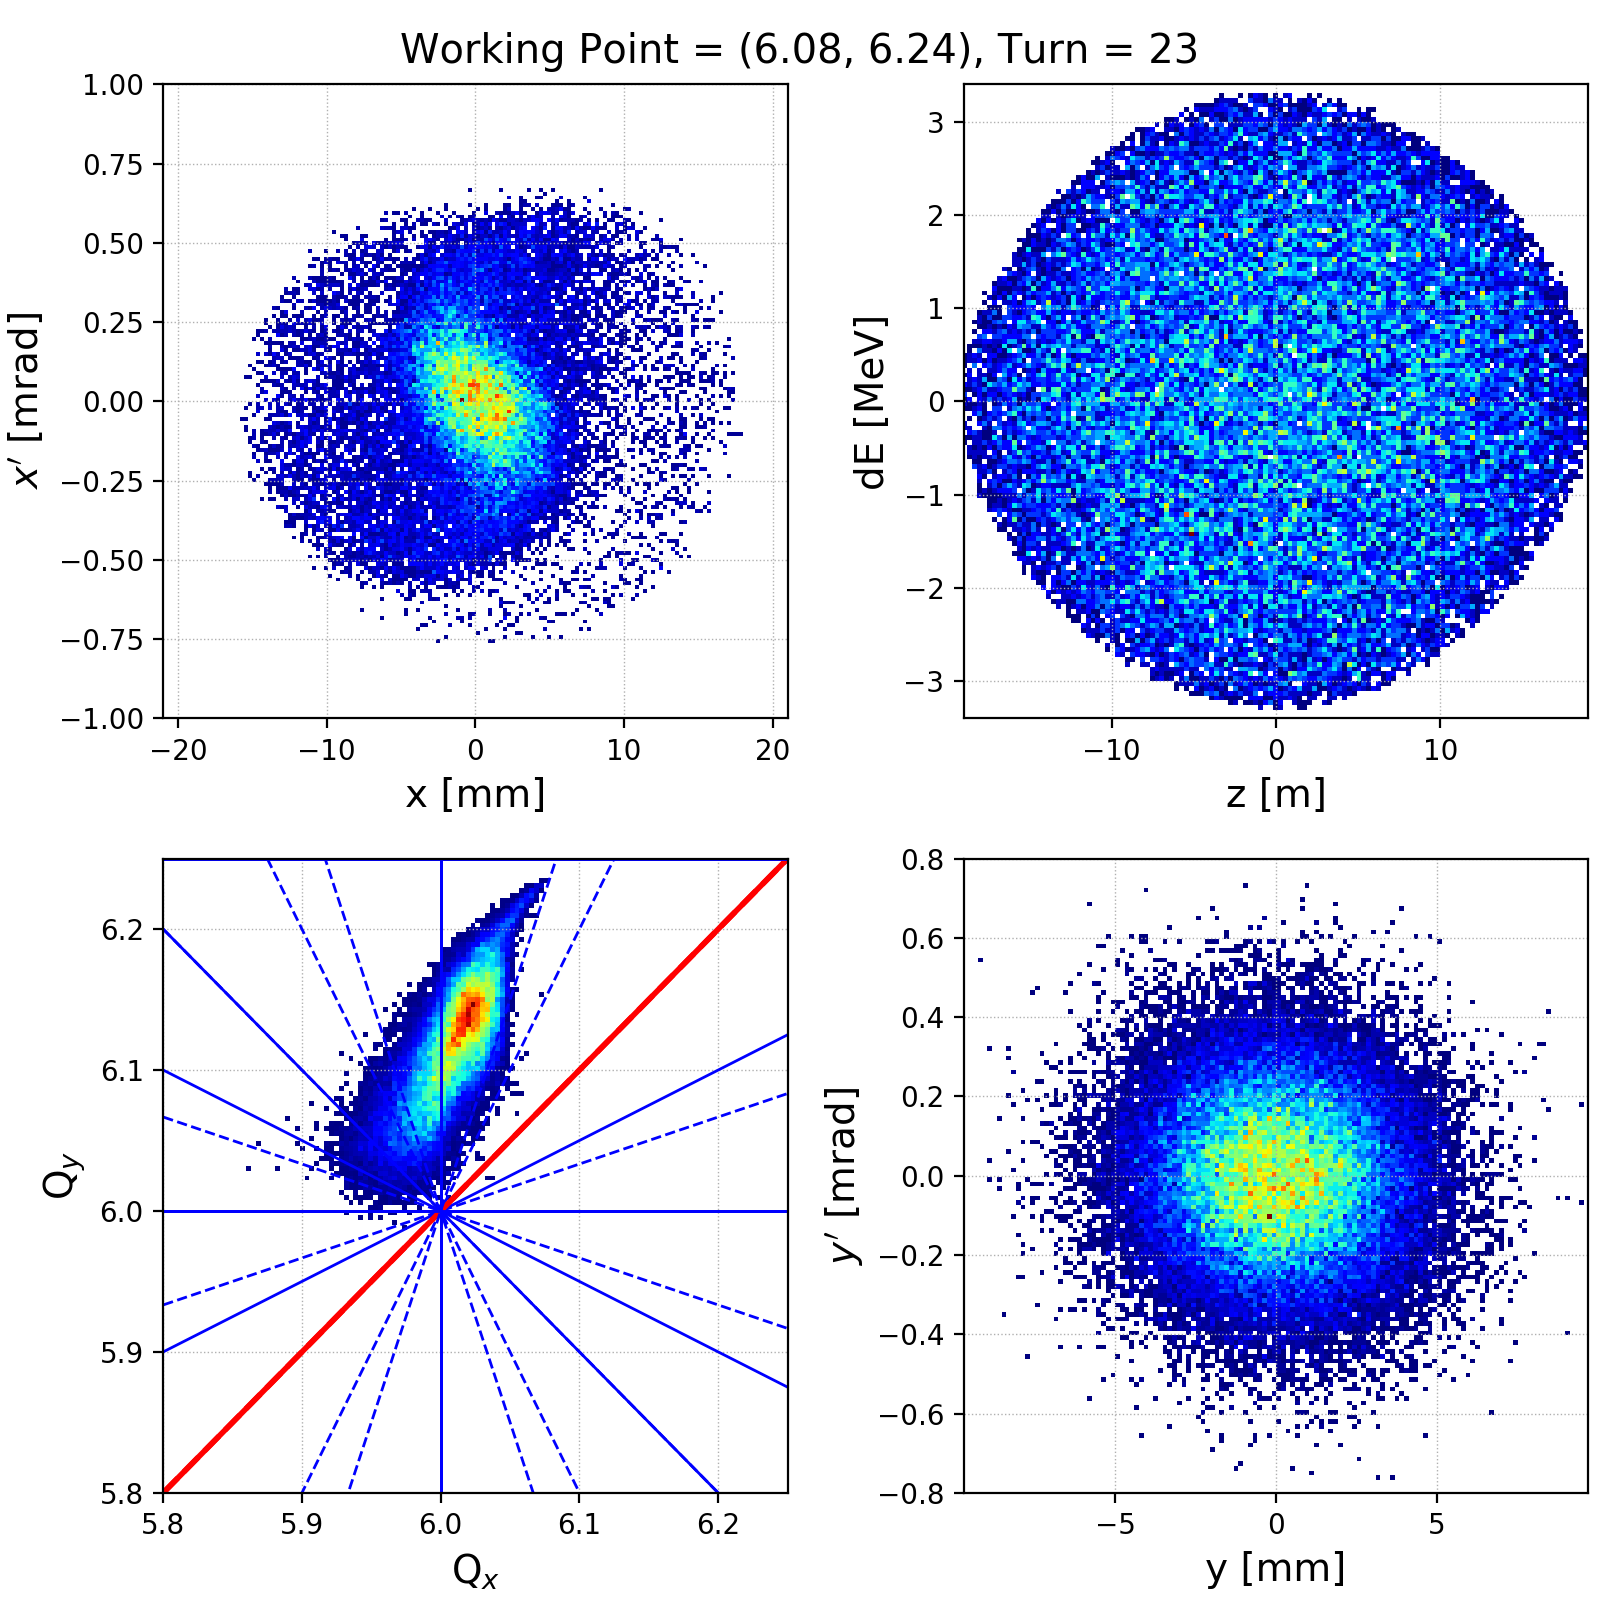 Working Point = (6.08, 6.24), Turn = 23
1.00
0.75
0.50
0.25
0.00
−0.25
−0.50
−0.75
−1.00
x′ [mrad]
−20 −10 0 10 20
x [mm]
3
2
1
0
−1
−2
−3
dE [MeV]
−10 0 10
z [m]
6.2
6.1
6.0
5.9
5.8
Qy
5.8 5.9 6.0 6.1 6.2
Qx
0.8
0.6
0.4
0.2
0.0
−0.2
−0.4
−0.6
−0.8
y′ [mrad]
−5 0 5
y [mm]